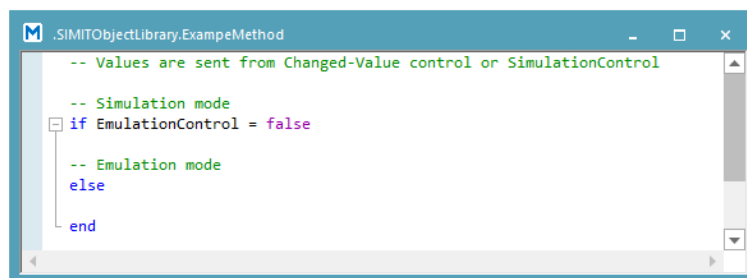 M .SIMITObjectLibrary.ExampeMethod
-- Values are sent from Changed-Value control or SimulationControl
-- Simulation mode
if EmulationControl = false
-- Emulation mode
else
end